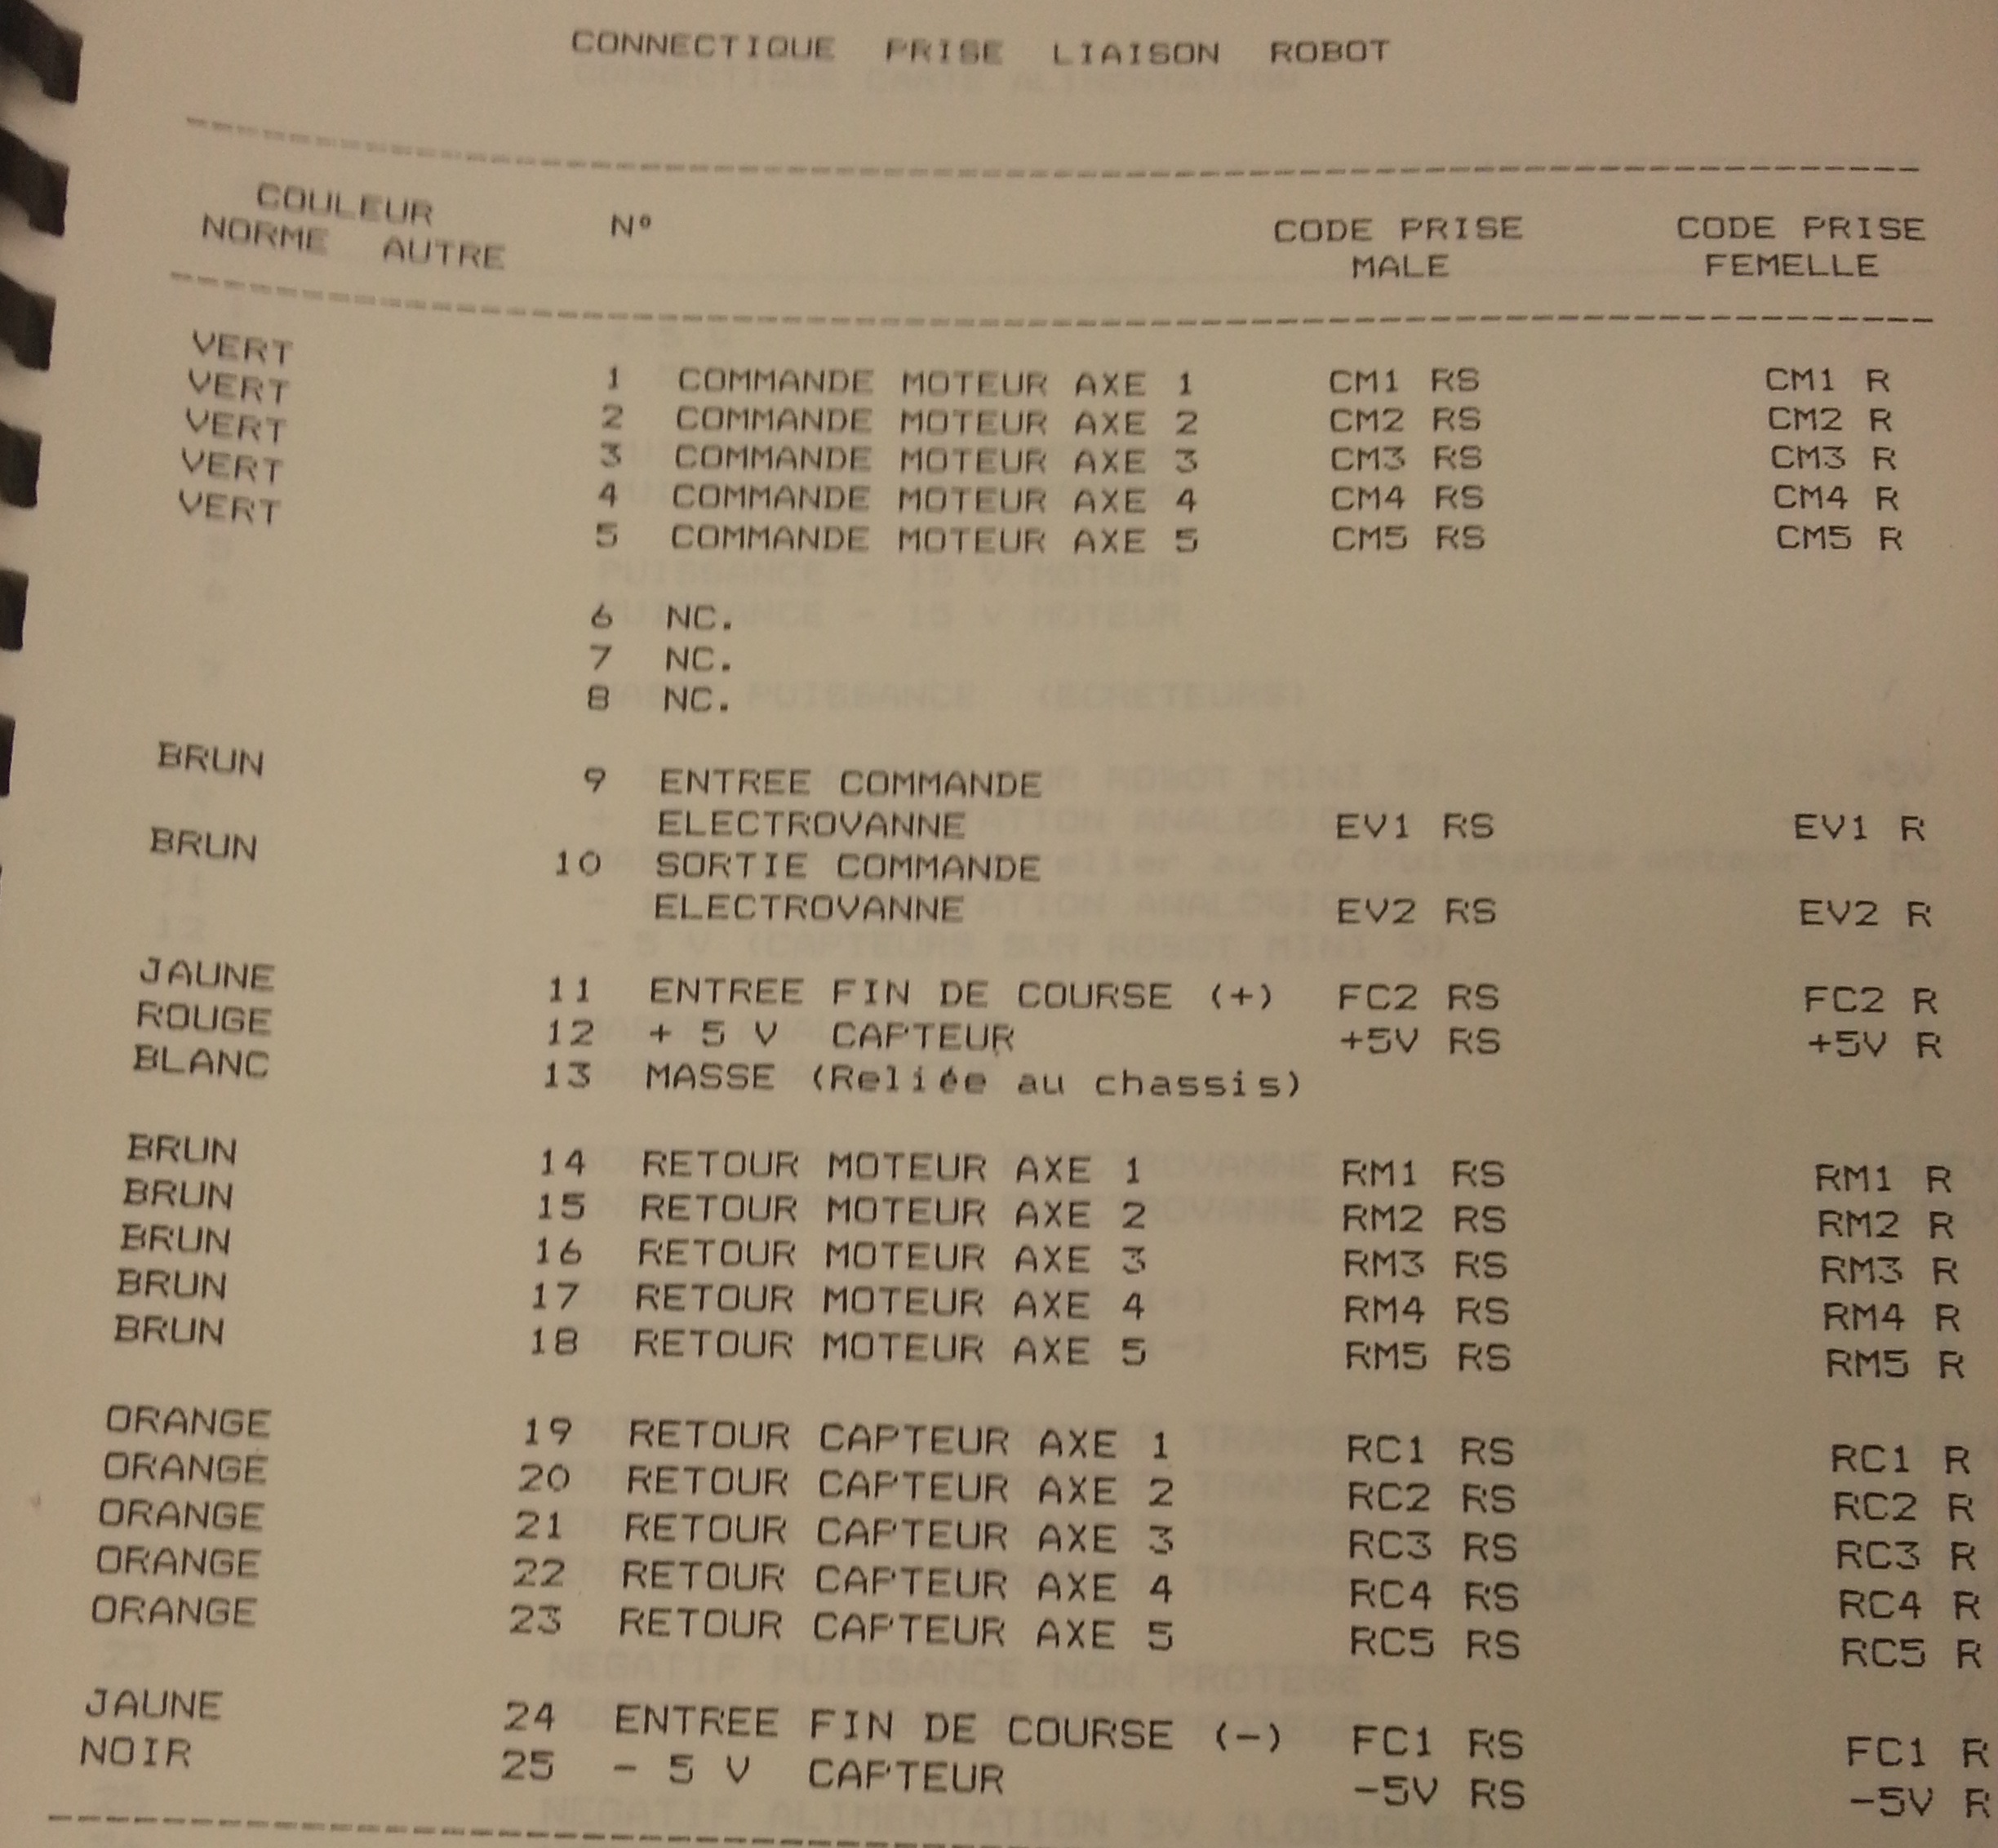 CONNECTIQUE PRISE LIAISON ROBOT
COULEUR N° CODE PRISE CODE PRISE
NORME AUTRE MALE FEMELLE
VERT 1 COMMANDE MOTEUR AXE 1 CM1 RS CM1 R
VERT 2 COMMANDE MOTEUR AXE 2 CM2 RS CM2 R
VERT 3 COMMANDE MOTEUR AXE 3 CM3 RS CM3 R
VERT 4 COMMANDE MOTEUR AXE 4 CM4 RS CM4 R
VERT 5 COMMANDE MOTEUR AXE 5 CM5 RS CM5 R
6 NC.
7 NC.
8 NC.
BRUN 9 ENTREE COMMANDE
ELECTROVANNE EV1 RS EV1 R
BRUN 10 SORTIE COMMANDE
ELECTROVANNE EV2 RS EV2 R
JAUNE 11 ENTREE FIN DE COURSE (+) FC2 RS FC2 R
ROUGE 12 + 5 V CAPTEUR +5V RS +5V R
BLANC 13 MASSE (Reliée au chassis)
BRUN 14 RETOUR MOTEUR AXE 1 RM1 RS RM1 R
BRUN 15 RETOUR MOTEUR AXE 2 RM2 RS RM2 R
BRUN 16 RETOUR MOTEUR AXE 3 RM3 RS RM3 R
BRUN 17 RETOUR MOTEUR AXE 4 RM4 RS RM4 R
BRUN 18 RETOUR MOTEUR AXE 5 RM5 RS RM5 R
ORANGE 19 RETOUR CAPTEUR AXE 1 RC1 RS RC1 R
ORANGE 20 RETOUR CAPTEUR AXE 2 RC2 RS RC2 R
ORANGE 21 RETOUR CAPTEUR AXE 3 RC3 RS RC3 R
ORANGE 22 RETOUR CAPTEUR AXE 4 RC4 RS RC4 R
ORANGE 23 RETOUR CAPTEUR AXE 5 RC5 RS RC5 R
JAUNE 24 ENTREE FIN DE COURSE (-) FC1 RS FC1 R
NOIR 25 - 5 V CAPTEUR -5V RS -5V R